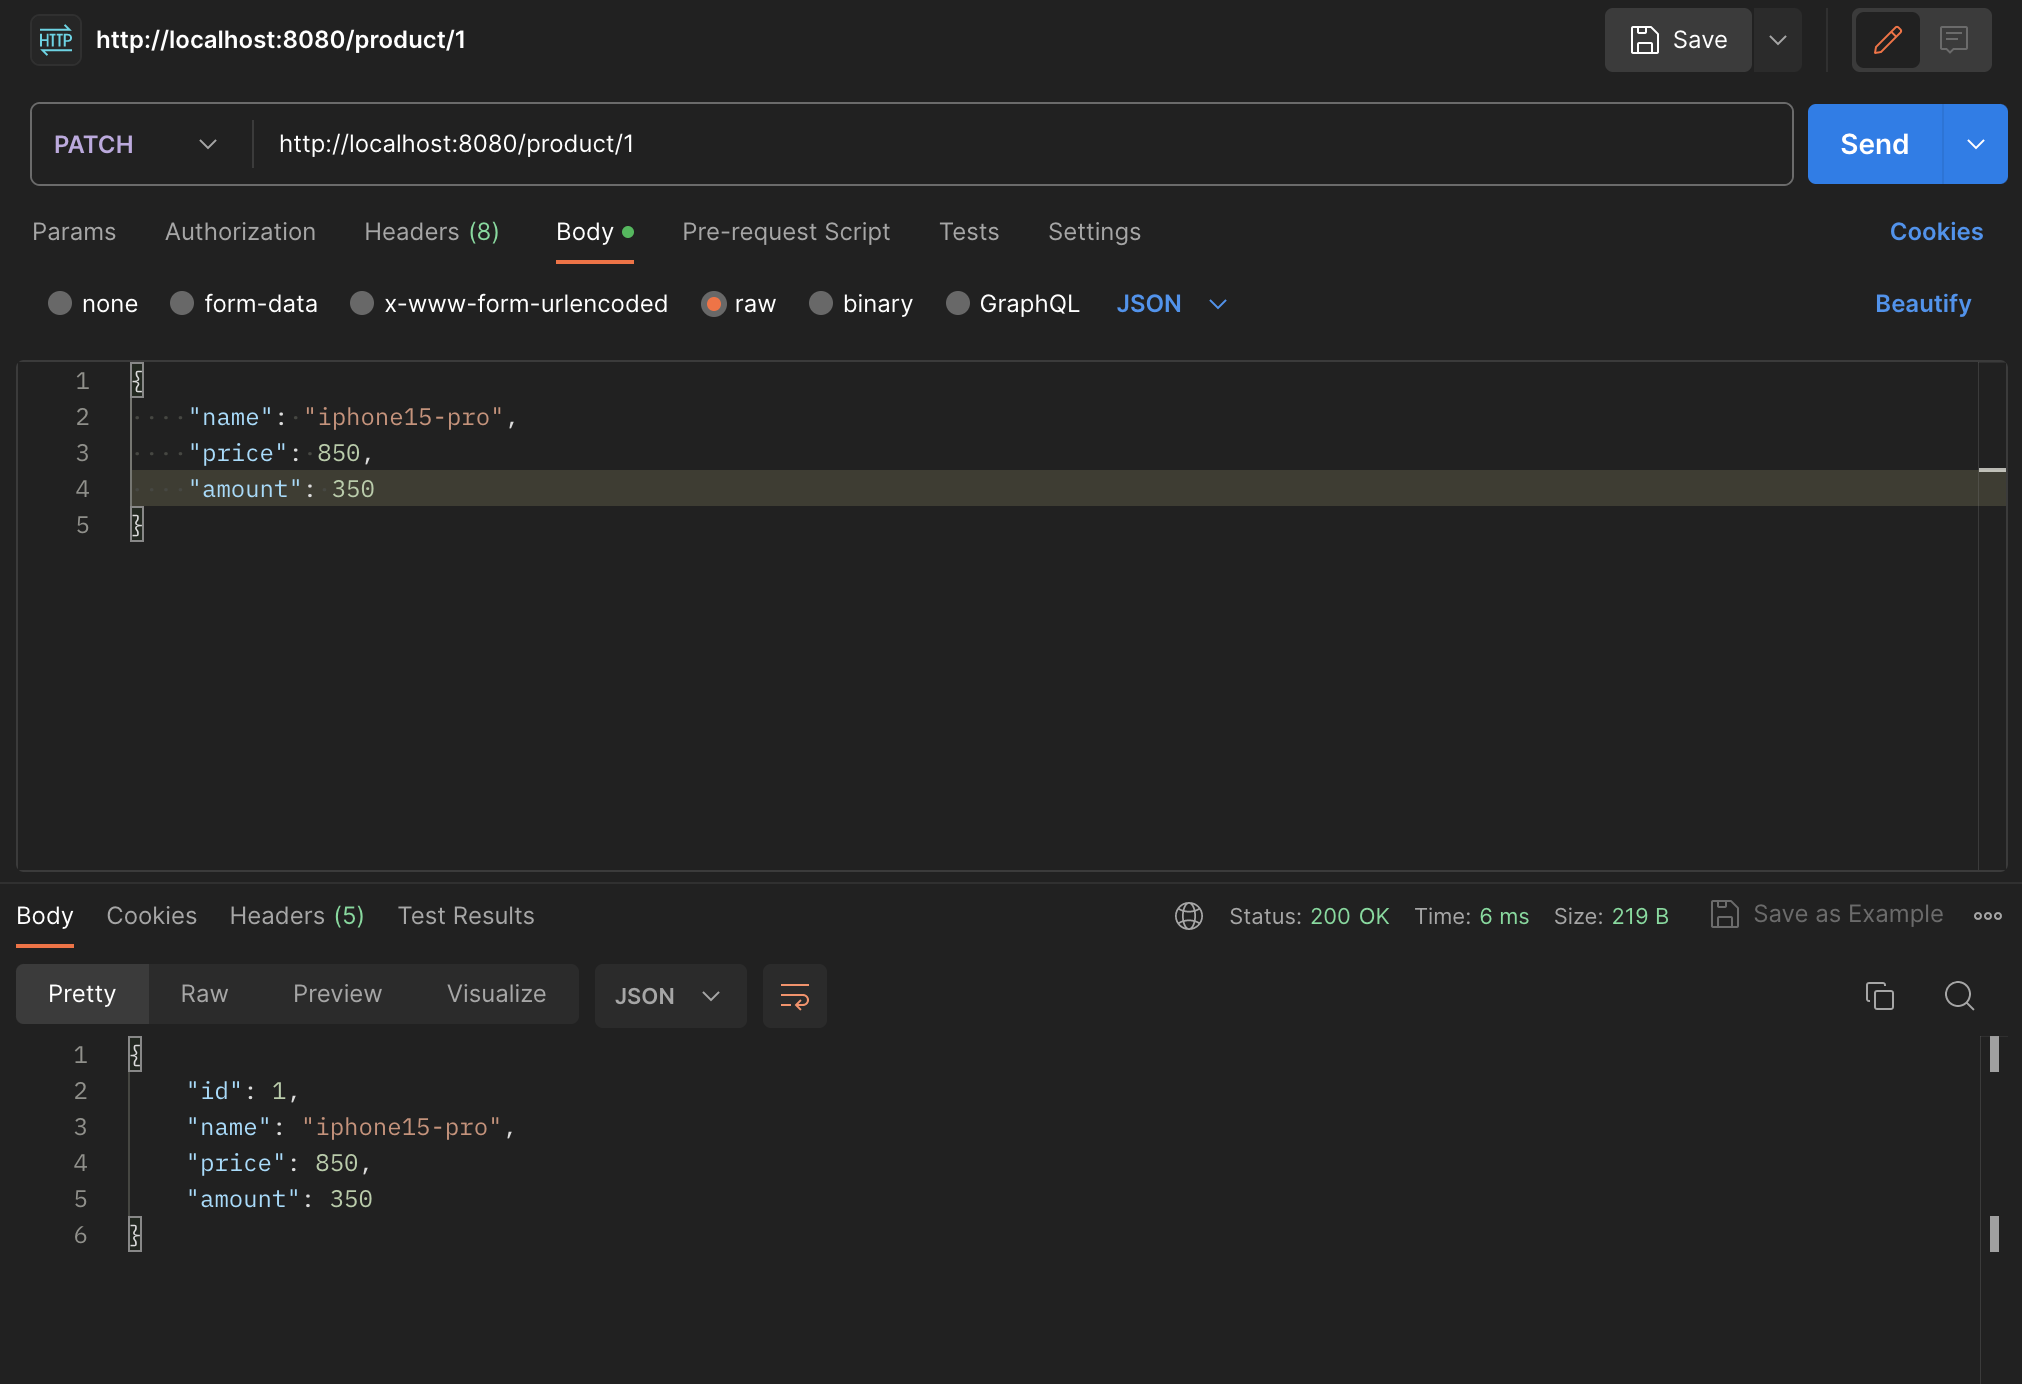 HTTP http://localhost:8080/product/1 Save
PATCH http://localhost:8080/product/1 Send
Params Authorization Headers (8) Body Pre-request Script Tests Settings Cookies
none form-data x-www-form-urlencoded raw binary GraphQL JSON Beautify
1 {
2 "name": "iphone15-pro",
3 "price": 850,
4 "amount": 350
5 }
Body Cookies Headers (5) Test Results Status: 200 OK Time: 6 ms Size: 219 B Save as Example
Pretty Raw Preview Visualize JSON
1 {
2 "id": 1,
3 "name": "iphone15-pro",
4 "price": 850,
5 "amount": 350
6 }